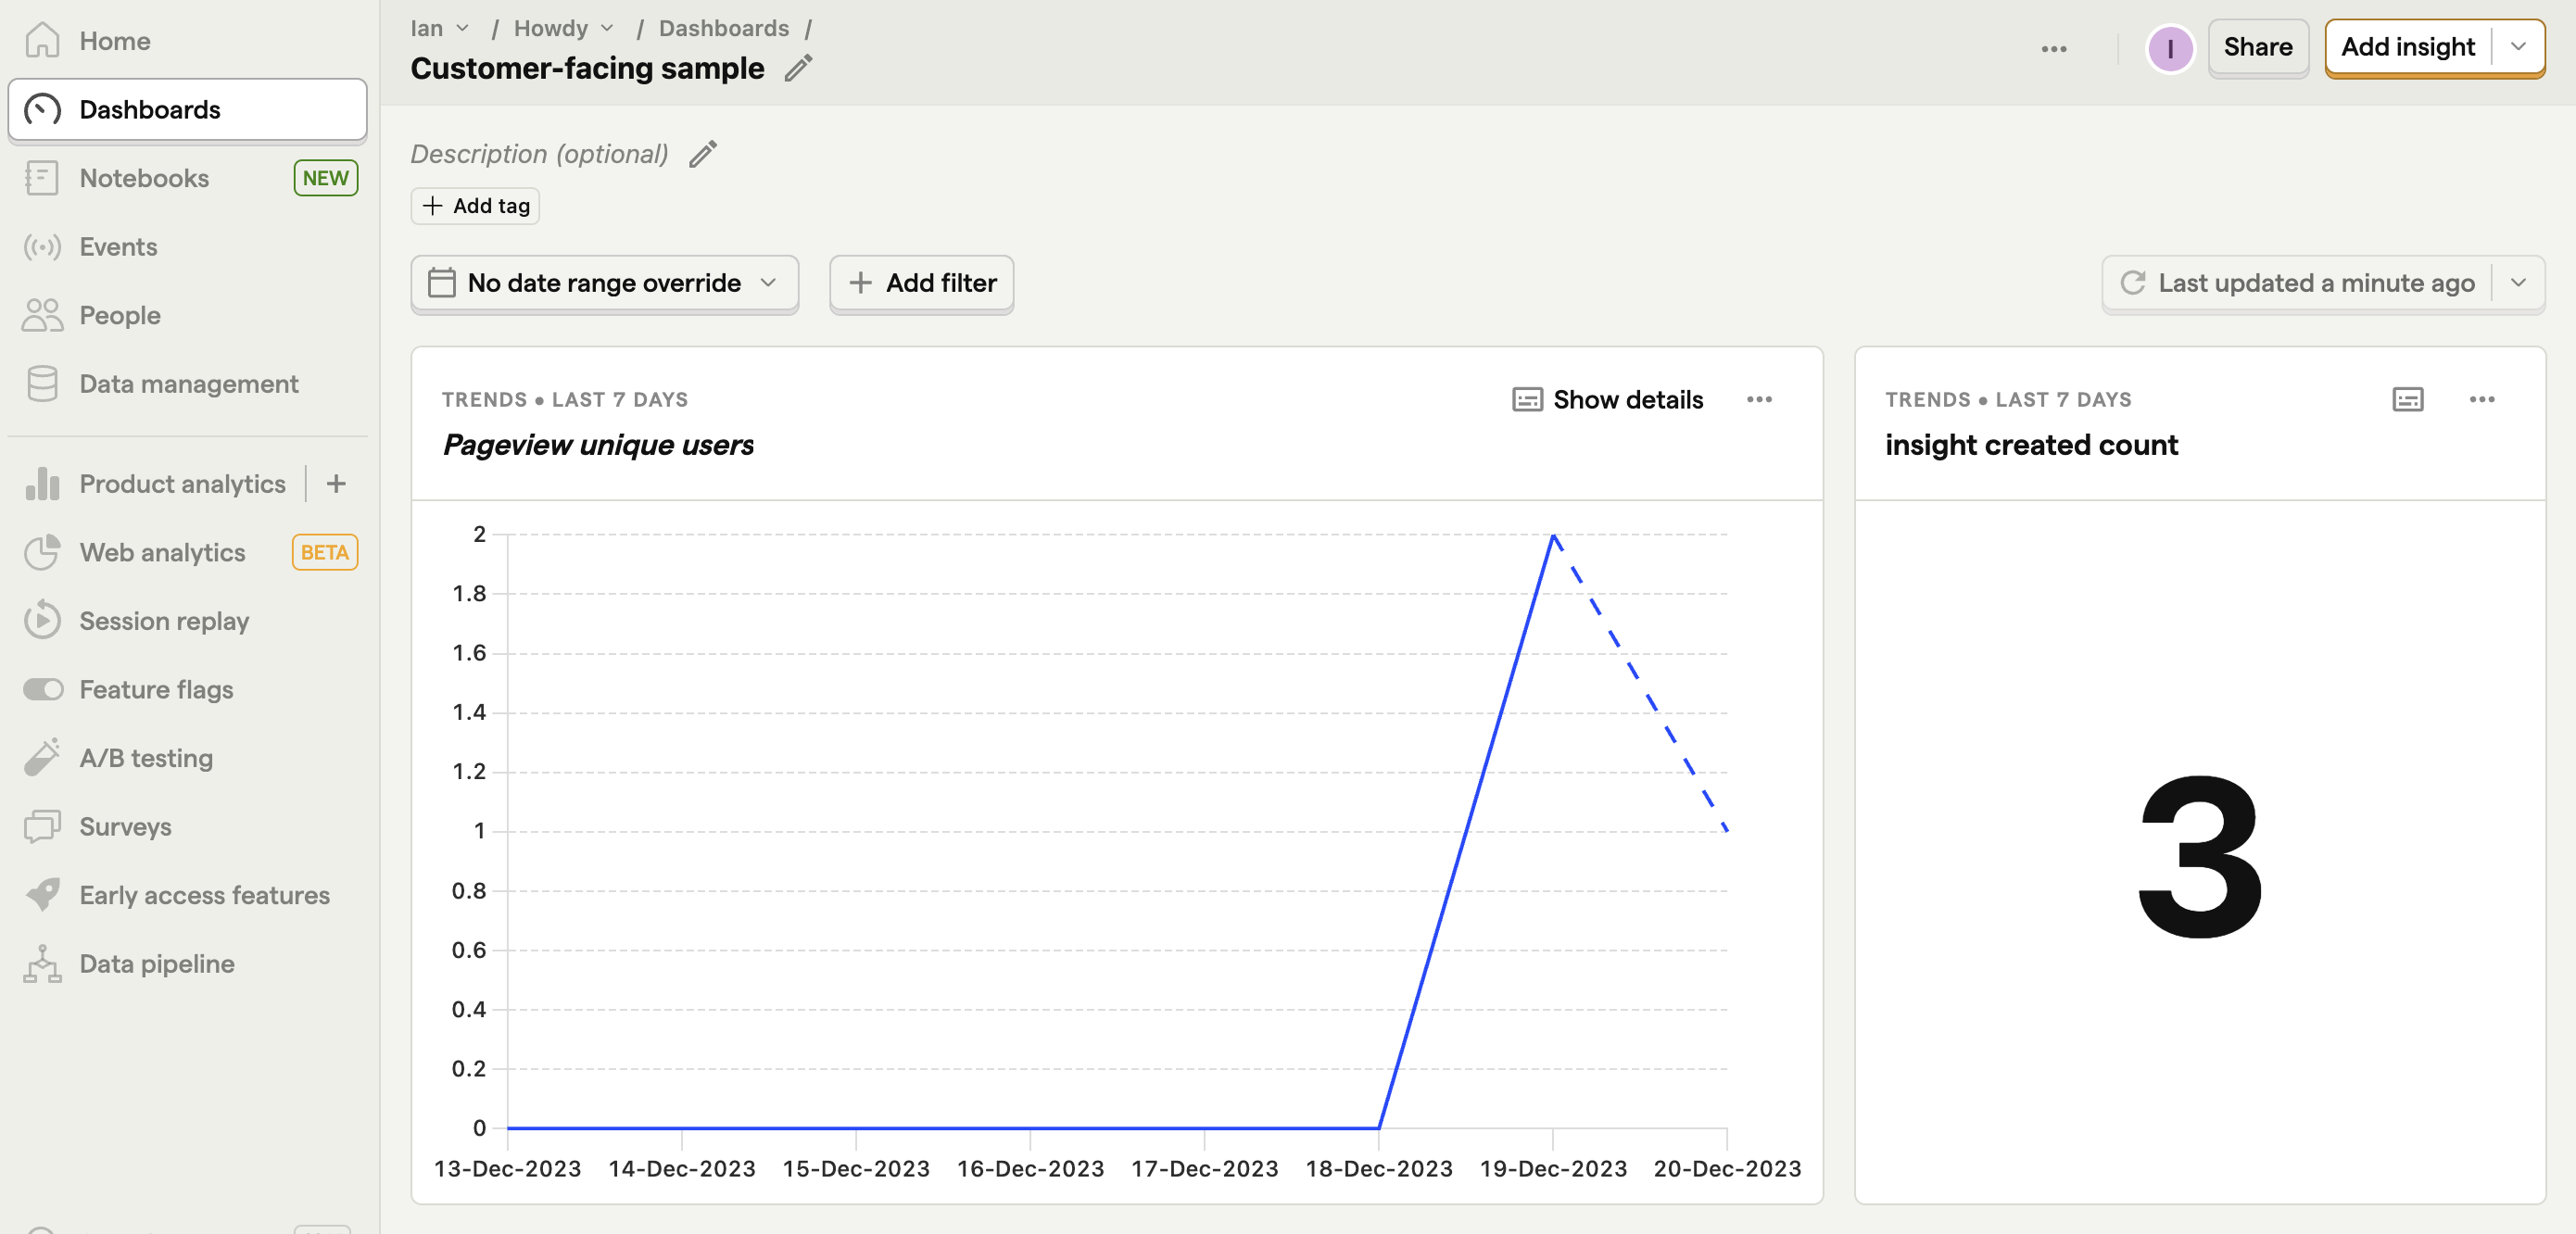 Home
Dashboards
Notebooks NEW
Events
People
Data management
Product analytics
Web analytics BETA
Session replay
Feature flags
A/B testing
Surveys
Early access features
Data pipeline
Ian / Howdy / Dashboards /
Customer-facing sample
I
Share
Add insight
Description (optional)
Add tag
No date range override
Add filter
Last updated a minute ago
TRENDS • LAST 7 DAYS
Show details
Pageview unique users
2
1.8
1.6
1.4
1.2
1
0.8
0.6
0.4
0.2
0
13-Dec-2023 14-Dec-2023 15-Dec-2023 16-Dec-2023 17-Dec-2023 18-Dec-2023 19-Dec-2023 20-Dec-2023
TRENDS • LAST 7 DAYS
insight created count
3